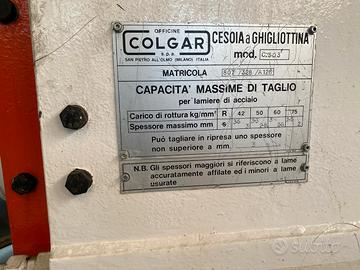 OFFICINE
COLGAR
S.p.A.
SAN PIETRO ALL'OLMO (MILANO) ITALIA
CESOIA a GHIGLIOTTINA
mod.
MATRICOLA
CAPACITA' MASSIME DI TAGLIO
per lamiere di acciaio
Carico di rottura kg/mm² R 42 50 60 75
Spessore massimo mm s
Può tagliare in ripresa uno spessore
non superiore a mm.
N.B. Gli spessori maggiori si riferiscono a lame
accuratamente affilate ed i minori a lame
usurate
subito.it